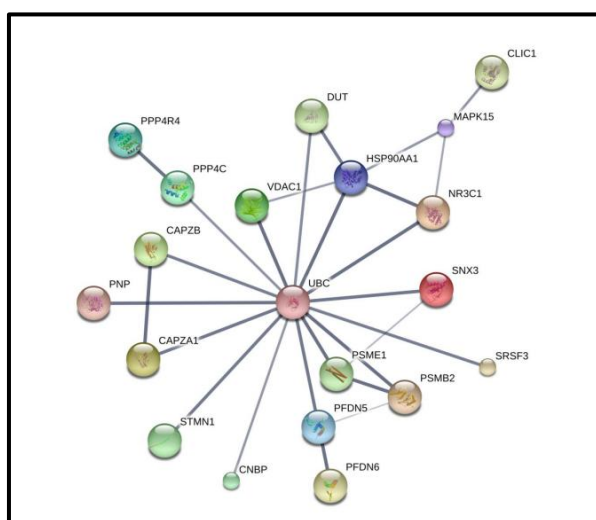 CLIC1
DUT
MAPK15
PPP4R4
HSP90AA1
PPP4C
VDAC1
NR3C1
CAPZB
UBC
PNP
SNX3
CAPZA1
PSME1
SRSF3
PSMB2
PFDN5
STMN1
CNBP
PFDN6